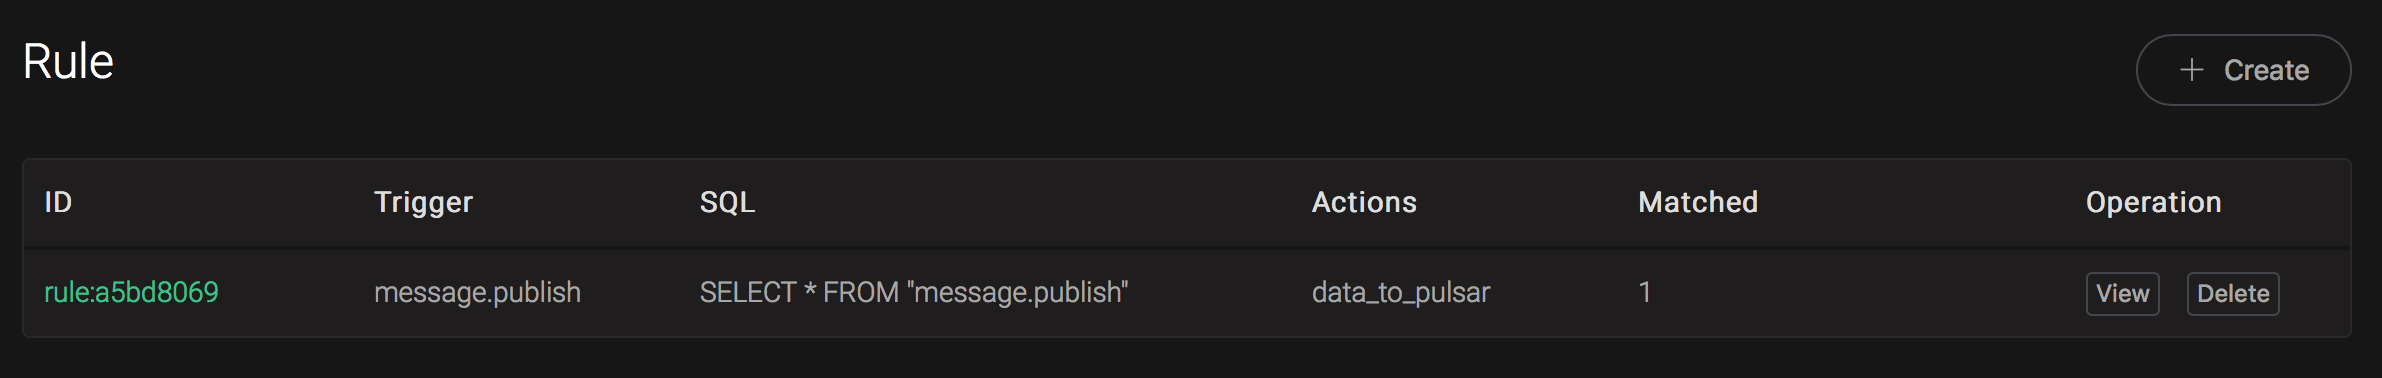 Rule
+ Create
ID Trigger SQL Actions Matched Operation
rule:a5bd8069 message.publish SELECT * FROM "message.publish" data_to_pulsar 1 View Delete